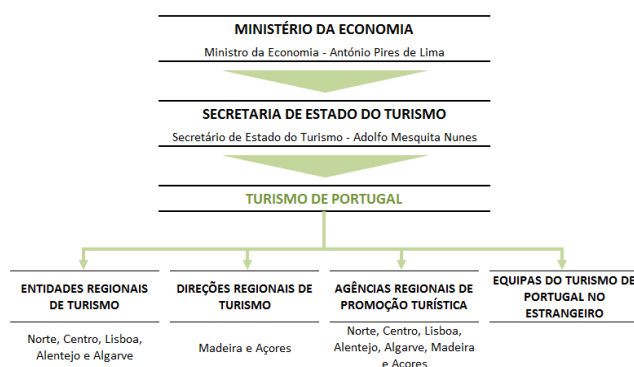 MINISTÉRIO DA ECONOMIA
Ministro da Economia - António Pires de Lima
SECRETARIA DE ESTADO DO TURISMO
Secretário de Estado do Turismo - Adolfo Mesquita Nunes
TURISMO DE PORTUGAL
ENTIDADES REGIONAIS
DE TURISMO
Norte, Centro, Lisboa,
Alentejo e Algarve
DIREÇÕES REGIONAIS DE
TURISMO
Madeira e Açores
AGÊNCIAS REGIONAIS DE
PROMOÇÃO TURÍSTICA
Norte, Centro, Lisboa,
Alentejo, Algarve, Madeira
e Açores
EQUIPAS DO TURISMO DE
PORTUGAL NO
ESTRANGEIRO